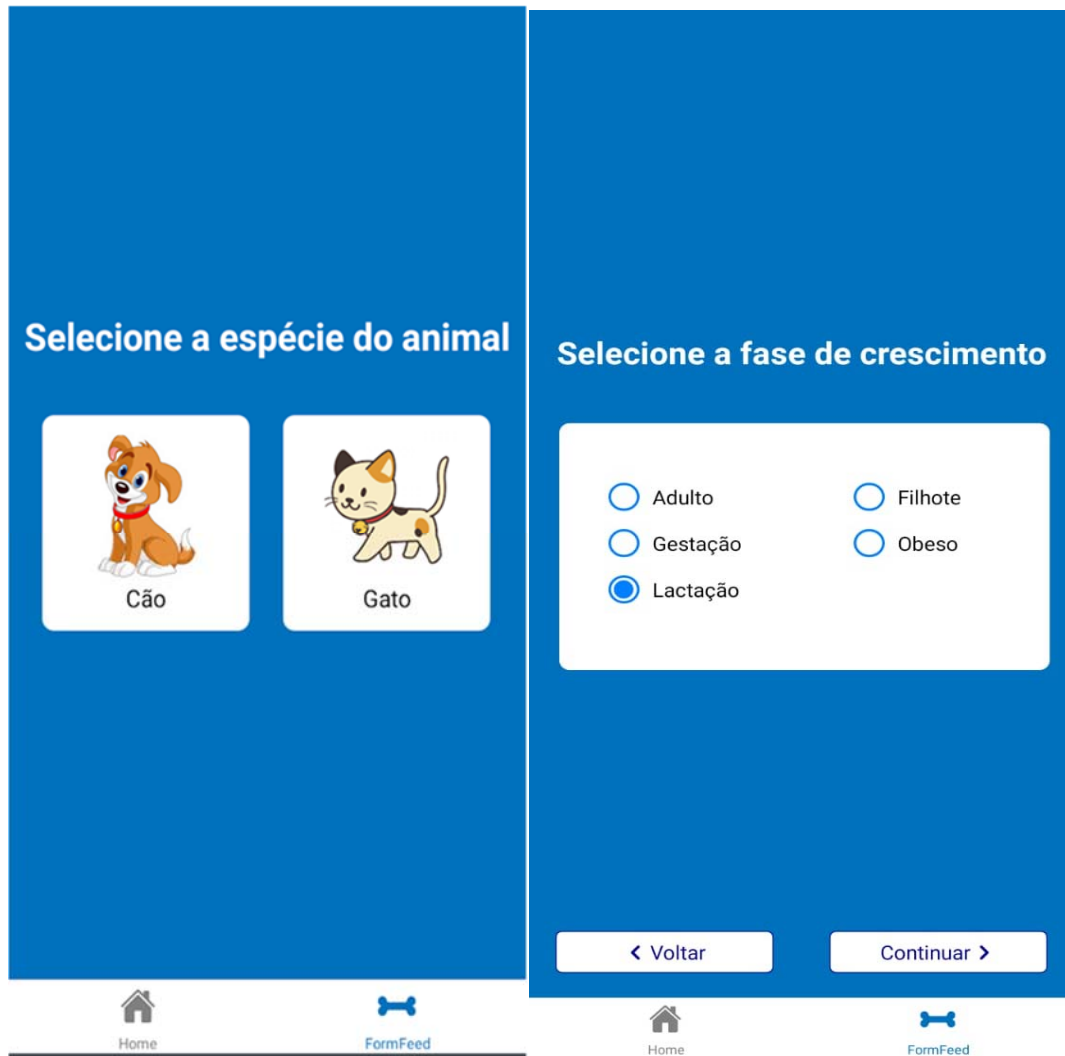 Selecione a espécie do animal
Cão
Gato
Home
FormFeed
Selecione a fase de crescimento
Adulto
Filhote
Gestação
Obeso
Lactação
Voltar
Continuar
Home
FormFeed